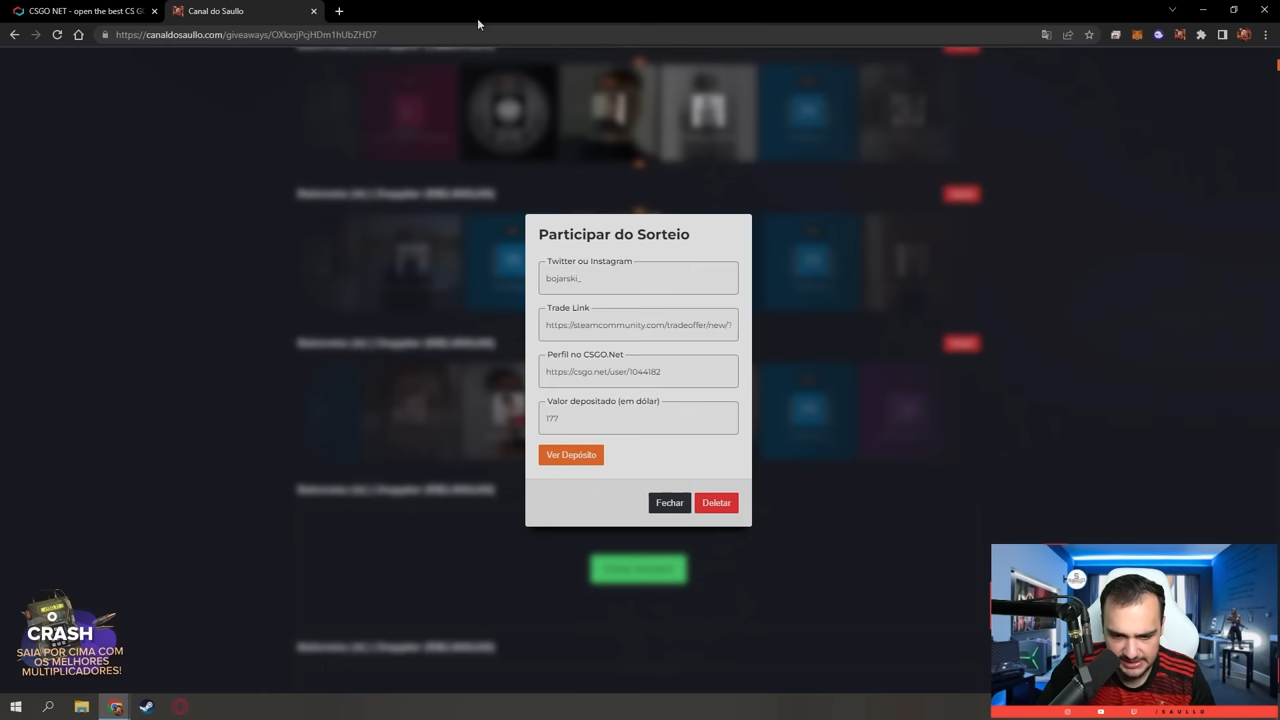 CSGO NET - open the best CS G
Canal do Saullo
https://canaldosaullo.com/giveaways/OXkxrjPcjHDm1hUbZHD7
Participar do Sorteio
Twitter ou Instagram
bojarski_
Trade Link
https://steamcommunity.com/tradeoffer/new/?
Perfil no CSGO.Net
https://csgo.net/user/1044182
Valor depositado (em dólar)
177
Ver Depósito
Fechar
Deletar
O
CRASH
SAIA POR CIMA COM
OS MELHORES
MULTIPLICADORES!
/SAULLO